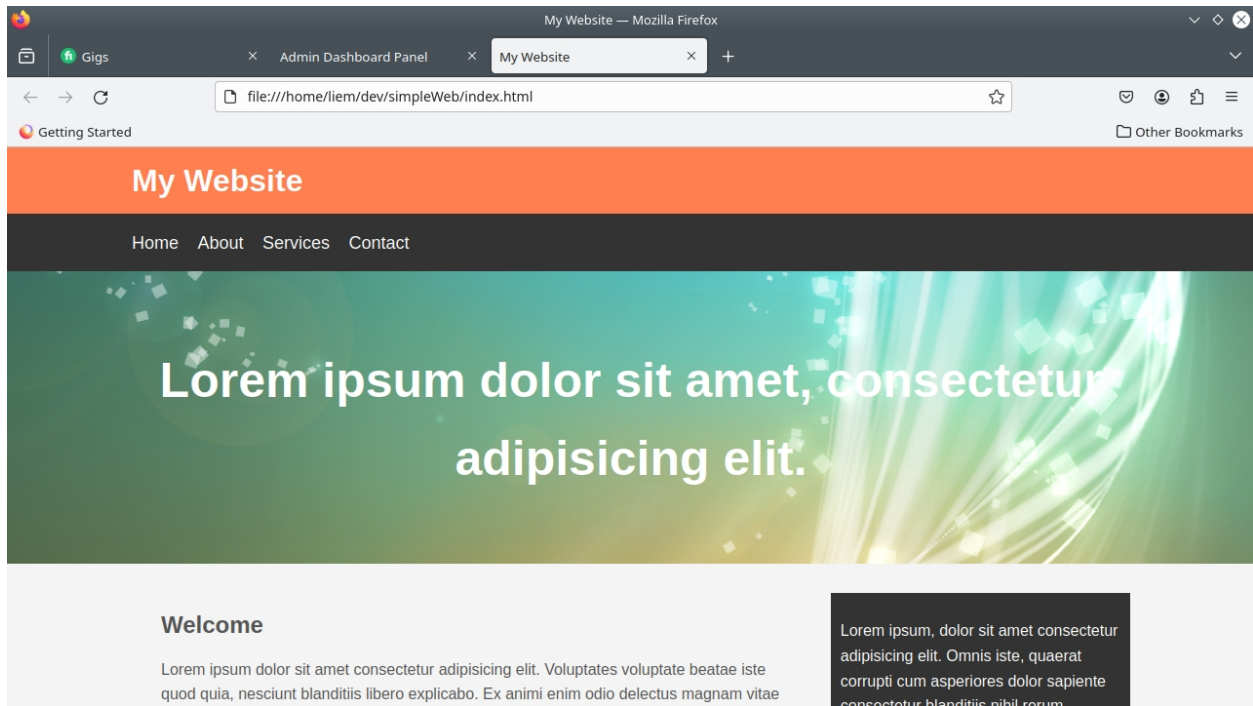 My Website — Mozilla Firefox
Gigs
Admin Dashboard Panel
My Website
file:///home/liem/dev/simpleWeb/index.html
Getting Started
Other Bookmarks
My Website
Home About Services Contact
Lorem ipsum dolor sit amet, consectetur
adipisicing elit.
Welcome
Lorem ipsum dolor sit amet consectetur adipisicing elit. Voluptates voluptate beatae iste
quod quia, nesciunt blanditiis libero explicabo. Ex animi enim odio delectus magnam vitae
Lorem ipsum, dolor sit amet consectetur
adipisicing elit. Omnis iste, quaerat
corrupti cum asperiores dolor sapiente
consectetur blanditiis nihil rerum